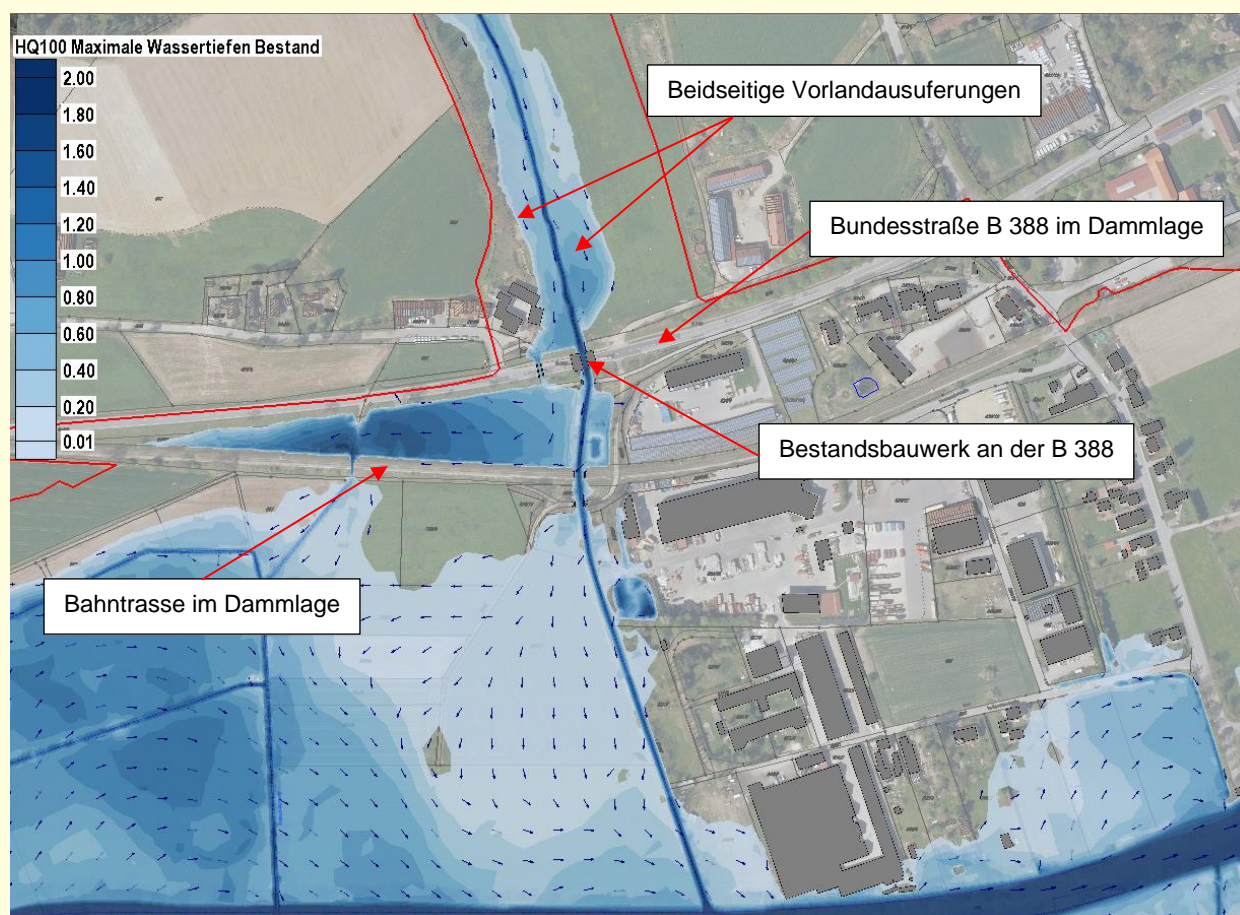 HQ100 Maximale Wassertiefen Bestand
2.00
1.80
1.60
1.40
1.20
1.00
0.80
0.60
0.40
0.20
0.01
Beidseitige Vorlandausuferungen
Bundesstraße B 388 im Dammlage
Bestandsbauwerk an der B 388
Bahntrasse im Dammlage